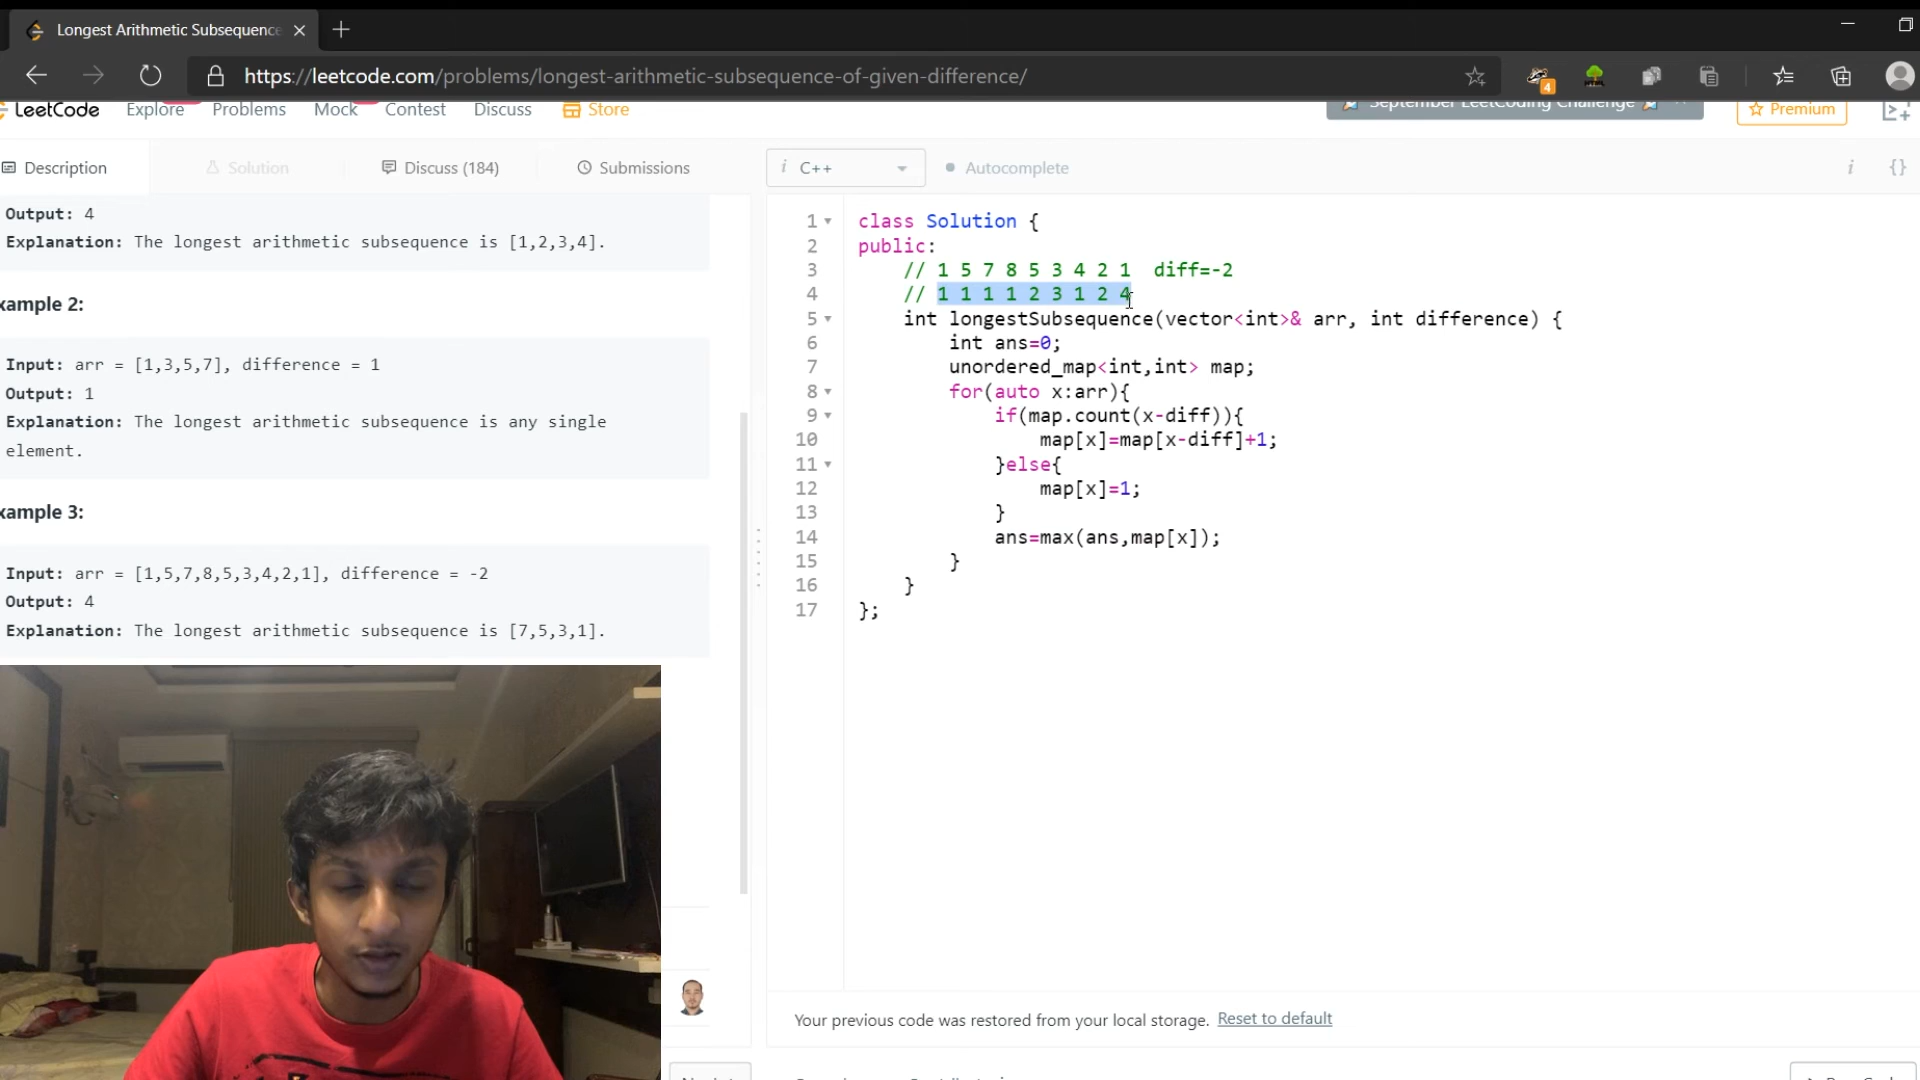 Longest Arithmetic Subsequence
https://leetcode.com/problems/longest-arithmetic-subsequence-of-given-difference/
4
LeetCode Explore Problems Mock Contest Discuss Store September LeetCoding Challenge Premium
Description Solution Discuss (184) Submissions
Output: 4
Explanation: The longest arithmetic subsequence is [1,2,3,4].
xample 2:
Input: arr = [1,3,5,7], difference = 1
Output: 1
Explanation: The longest arithmetic subsequence is any single
element.
xample 3:
Input: arr = [1,5,7,8,5,3,4,2,1], difference = -2
Output: 4
Explanation: The longest arithmetic subsequence is [7,5,3,1].
i C++ Autocomplete i {}
1 class Solution {
2 public:
3 // 1 5 7 8 5 3 4 2 1 diff=-2
4 // 1 1 1 1 2 3 1 2 4
5 int longestSubsequence(vector<int>& arr, int difference) {
6 int ans=0;
7 unordered_map<int,int> map;
8 for(auto x:arr){
9 if(map.count(x-diff)){
10 map[x]=map[x-diff]+1;
11 }else{
12 map[x]=1;
13 }
14 ans=max(ans,map[x]);
15 }
16 }
17 };
Your previous code was restored from your local storage. Reset to default